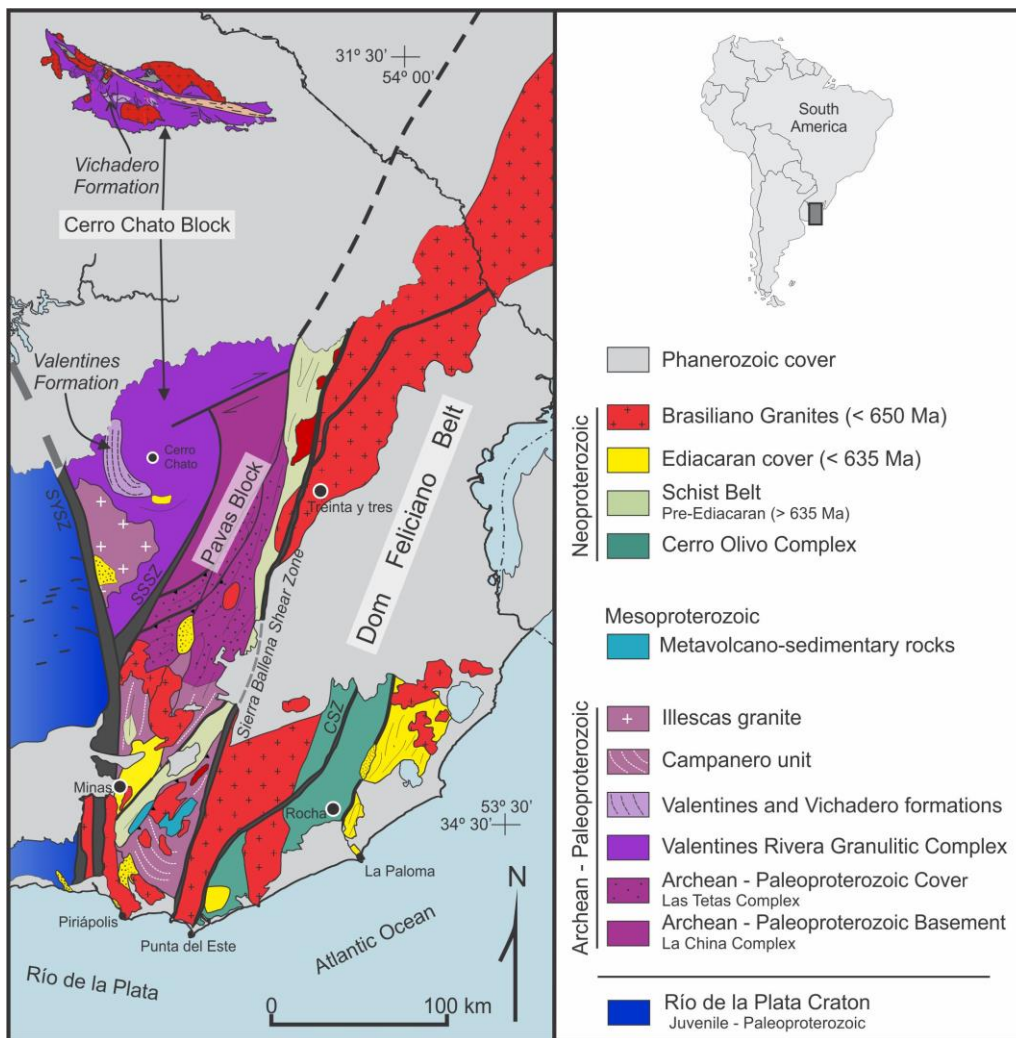 31º 30’
54º 00’
Vichadero
Formation
Cerro Chato Block
Valentines
Formation
Cerro
Chato
SYSZ
SSSZ
Pavas Block
Treinta y tres
Dom Feliciano Belt
Sierra Ballena Shear Zone
CSZ
Minas
Rocha
53º 30’
34º 30’
La Paloma
N
Piriápolis
Punta del Este
Atlantic Ocean
Río de la Plata
0
100 km
South
America
Phanerozoic cover
Neoproterozoic
Brasiliano Granites (< 650 Ma)
Ediacaran cover (< 635 Ma)
Schist Belt
Pre-Ediacaran (> 635 Ma)
Cerro Olivo Complex
Mesoproterozoic
Metavolcano-sedimentary rocks
Archean - Paleoproterozoic
Illescas granite
Campanero unit
Valentines and Vichadero formations
Valentines Rivera Granulitic Complex
Archean - Paleoproterozoic Cover
Las Tetas Complex
Archean - Paleoproterozoic Basement
La China Complex
Río de la Plata Craton
Juvenile - Paleoproterozoic